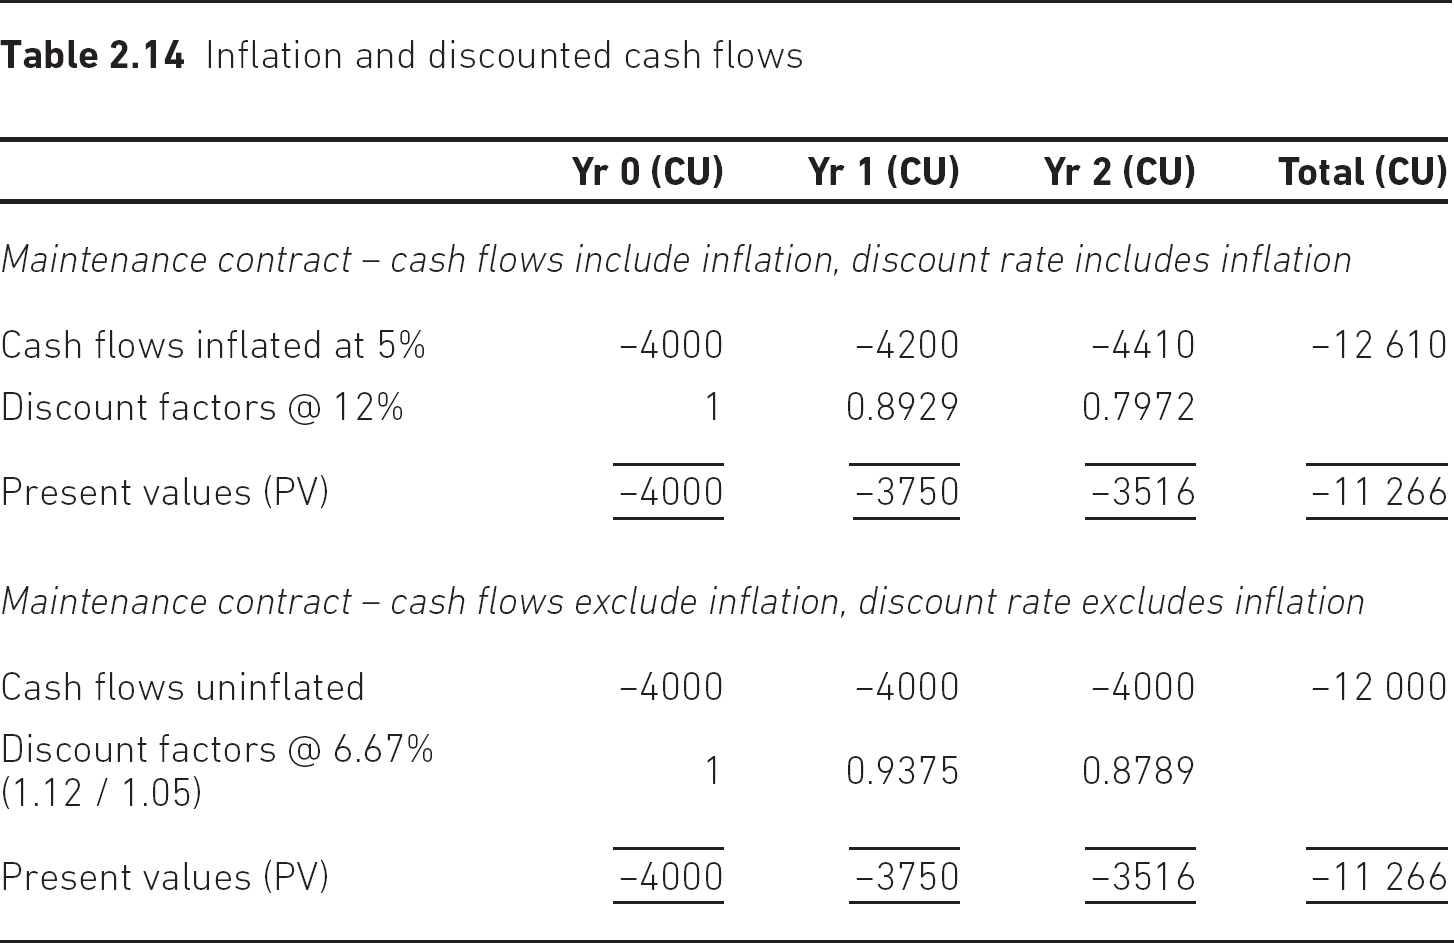 Table 2.14 Inflation and discounted cash flows
Yr 0 (CU) Yr 1 (CU) Yr 2 (CU) Total (CU)
Maintenance contract – cash flows include inflation, discount rate includes inflation
Cash flows inflated at 5% –4000 –4200 –4410 –12 610
Discount factors @ 12% 1 0.8929 0.7972
Present values (PV) –4000 –3750 –3516 –11 266
Maintenance contract – cash flows exclude inflation, discount rate excludes inflation
Cash flows uninflated –4000 –4000 –4000 –12 000
Discount factors @ 6.67%
(1.12 / 1.05) 1 0.9375 0.8789
Present values (PV) –4000 –3750 –3516 –11 266